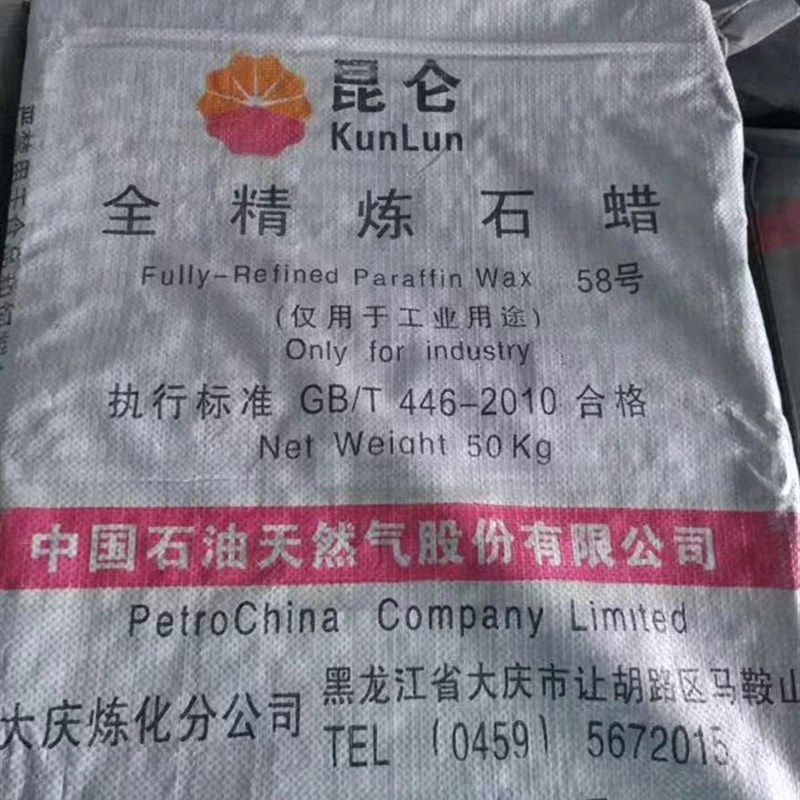 昆仑
KunLun
全精炼石蜡
Fully-Refined Paraffin Wax 58号
(仅用于工业用途)
Only for industry
执行标准 GB/T 446-2010 合格
Net Weight 50Kg
中国石油天然气股份有限公司
PetroChina Company Limited
大庆炼化分公司
黑龙江省大庆市让胡路区马鞍山
TEL (0459) 5672015